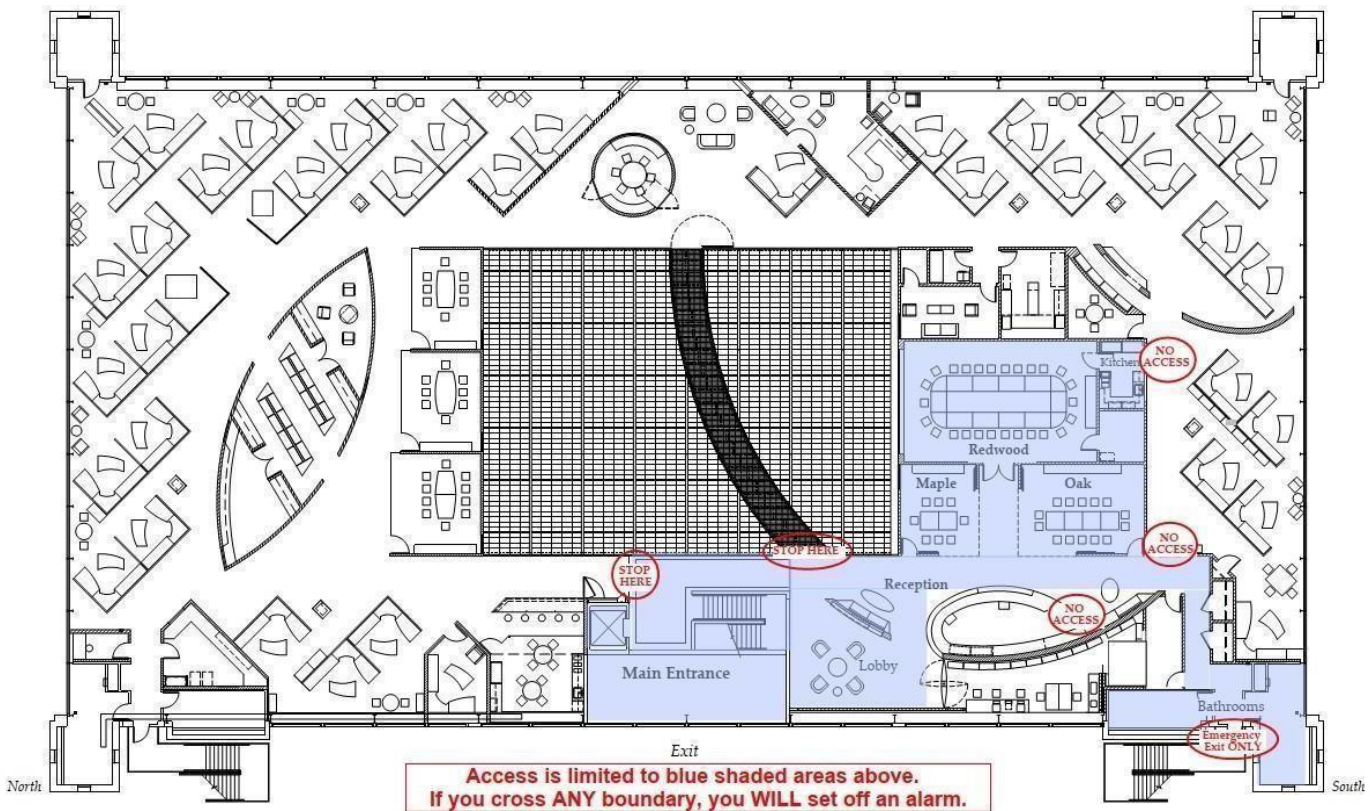 NO
ACCESS
Kitchen
Redwood
Maple
Oak
STOP HERE
NO
ACCESS
STOP
HERE
Reception
NO
ACCESS
Lobby
Main Entrance
Bathrooms
Emergency
Exit ONLY
Exit
North
South
Access is limited to blue shaded areas above.
If you cross ANY boundary, you WILL set off an alarm.